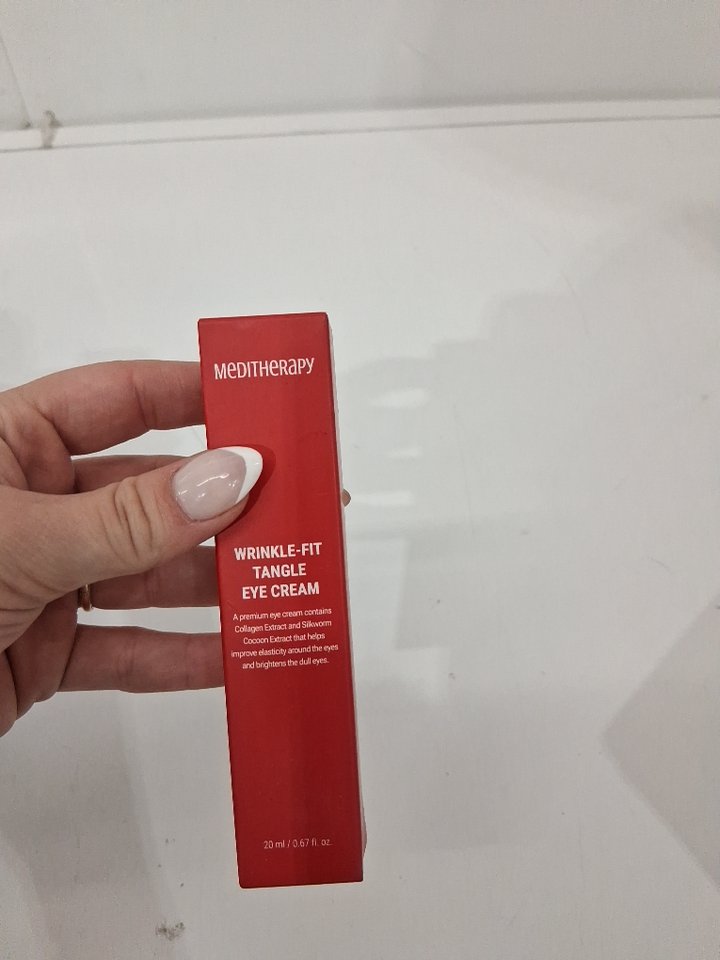 MeDITHeRaPY
WRINKLE-FIT
TANGLE
EYE CREAM
A premium eye cream contains
Collagen Extract and Silkworm
Cocoon Extract that helps
improve elasticity around the eyes
and brightens the dull eyes.
20 ml / 0.67 fl. oz.